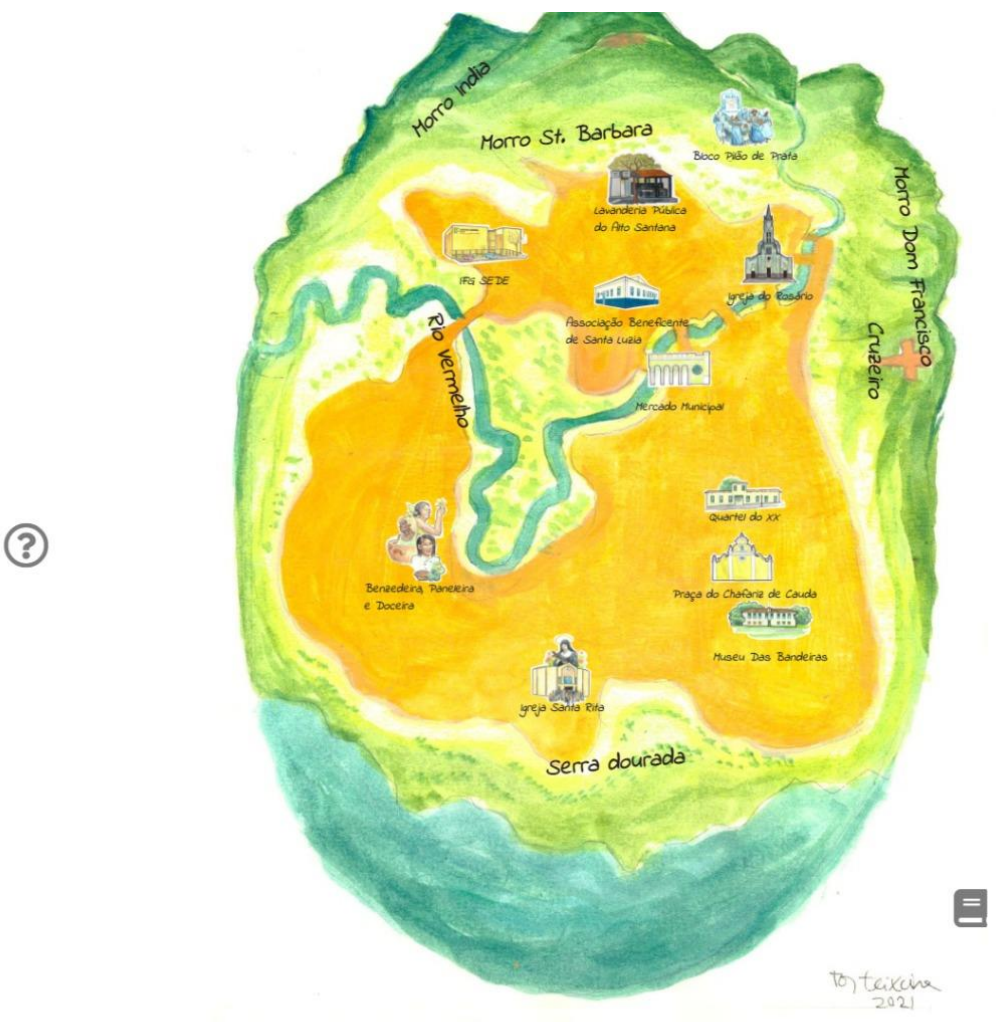 Morro India
Morro St. Barbara
Bloco Pilão de Prata
Morro Dom Francisco
Lavanderia Pública
do Alto Santana
IFG SEDE
Igreja do Rosário
Associação Beneficente
de Santa Luzia
Rio vermelho
Cruzeiro
Mercado Municipal
Quartel do XX
Benzedeira, Paneleira
e Doceira
Praça do Chafariz de Cauda
Museu Das Bandeiras
Igreja Santa Rita
Serra dourada
?
teixeira
2021